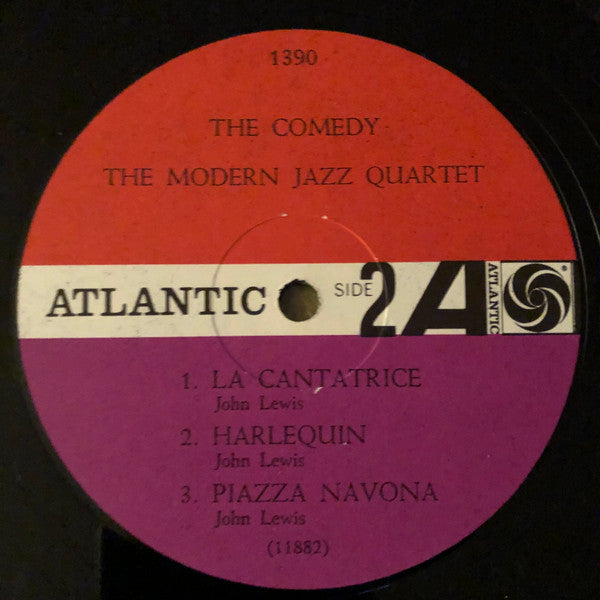 1390
THE COMEDY
THE MODERN JAZZ QUARTET
ATLANTIC SIDE 2 A ATLANTIC
1. LA CANTATRICE
John Lewis
2. HARLEQUIN
John Lewis
3. PIAZZA NAVONA
John Lewis
(11882)